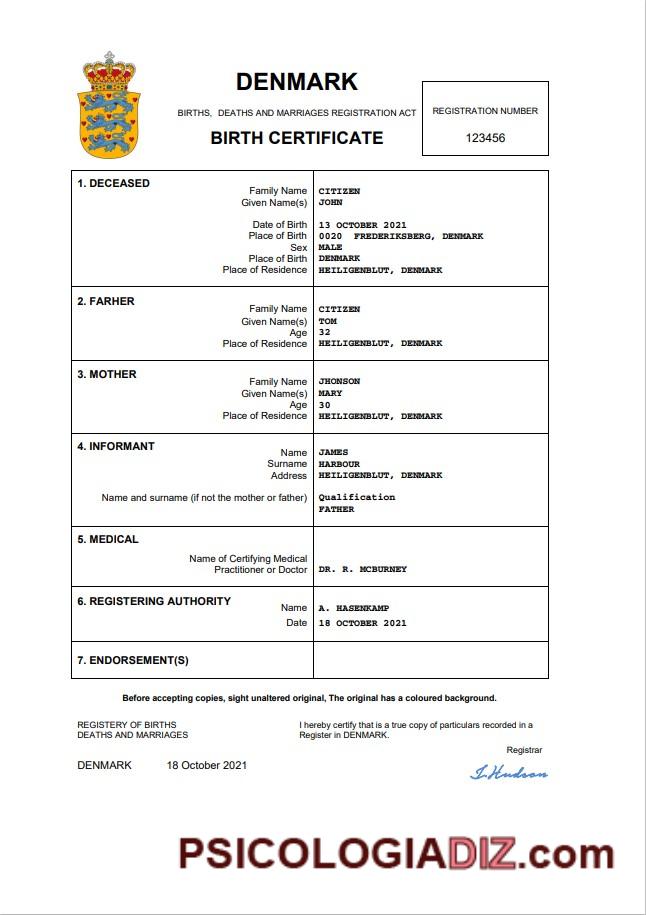 DENMARK
BIRTHS, DEATHS AND MARRIAGES REGISTRATION ACT
BIRTH CERTIFICATE
REGISTRATION NUMBER
123456
1. DECEASED
Family Name CITIZEN
Given Name(s) JOHN
Date of Birth 13 OCTOBER 2021
Place of Birth 0020 FREDERIKSBERG, DENMARK
Sex MALE
Place of Birth DENMARK
Place of Residence HEILIGENBLUT, DENMARK
2. FARHER
Family Name CITIZEN
Given Name(s) TOM
Age 32
Place of Residence HEILIGENBLUT, DENMARK
3. MOTHER
Family Name JHONSON
Given Name(s) MARY
Age 30
Place of Residence HEILIGENBLUT, DENMARK
4. INFORMANT
Name JAMES
Surname HARBOUR
Address HEILIGENBLUT, DENMARK
Name and surname (if not the mother or father) Qualification
FATHER
5. MEDICAL
Name of Certifying Medical
Practitioner or Doctor DR. R. MCBURNEY
6. REGISTERING AUTHORITY
Name A. HASENKAMP
Date 18 OCTOBER 2021
7. ENDORSEMENT(S)
Before accepting copies, sight unaltered original, The original has a coloured background.
REGISTERY OF BIRTHS
DEATHS AND MARRIAGES
I hereby certify that is a true copy of particulars recorded in a
Register in DENMARK.
Registrar
DENMARK 18 October 2021
J. Hudson
PSICOLOGIADIZ.com